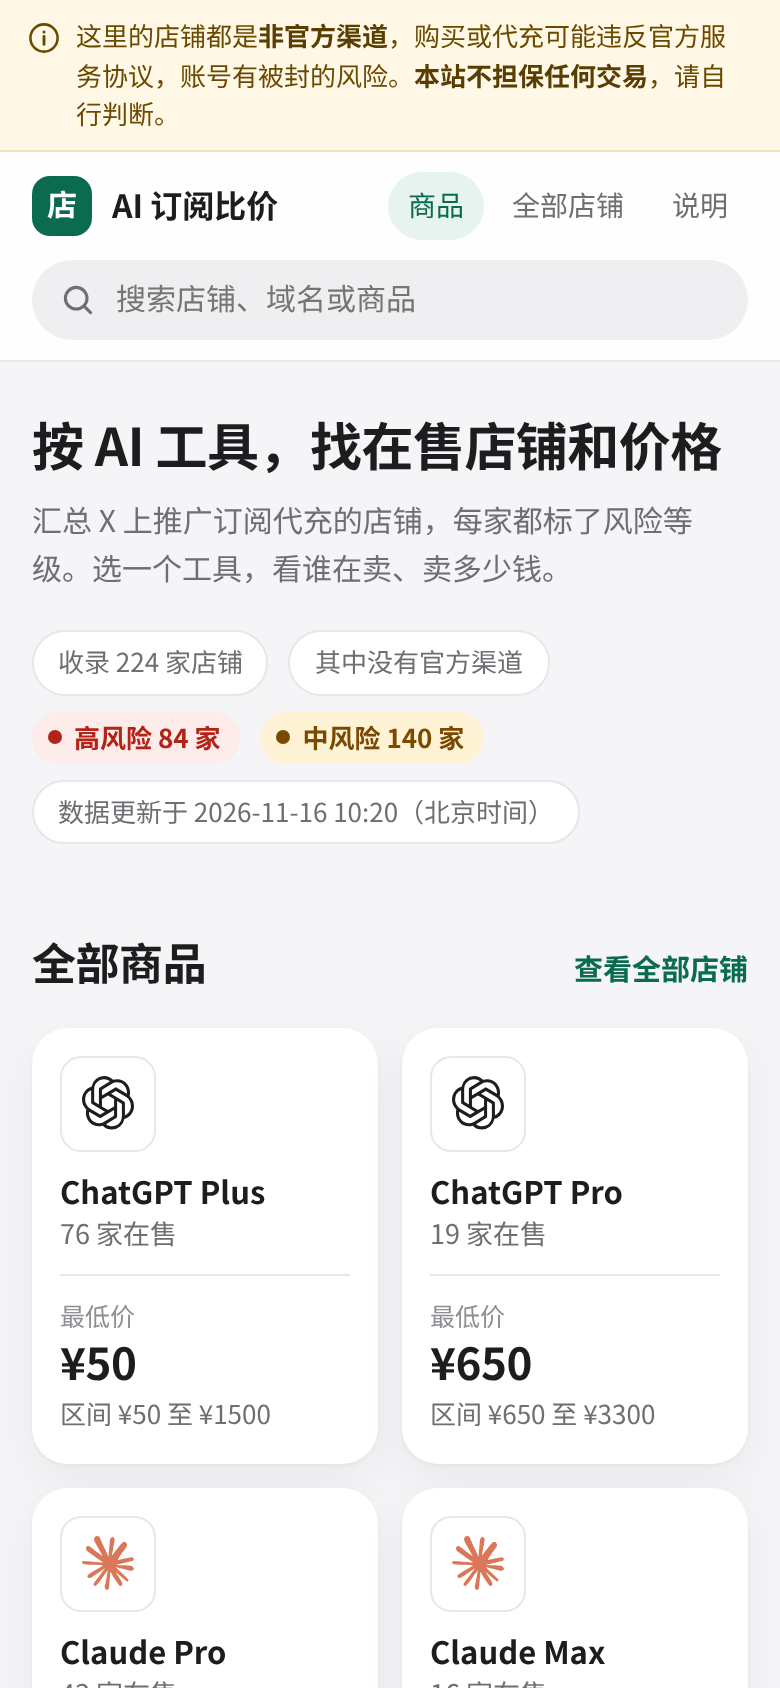 这里的店铺都是非官方渠道，购买或代充可能违反官方服
务协议，账号有被封的风险。本站不担保任何交易，请自
行判断。
店 AI 订阅比价 商品 全部店铺 说明
搜索店铺、域名或商品
按 AI 工具，找在售店铺和价格
汇总 X 上推广订阅代充的店铺，每家都标了风险等
级。选一个工具，看谁在卖、卖多少钱。
收录 224 家店铺 其中没有官方渠道
高风险 84 家 中风险 140 家
数据更新于 2026-11-16 10:20（北京时间）
全部商品 查看全部店铺
ChatGPT Plus
76 家在售
最低价
¥50
区间 ¥50 至 ¥1500
ChatGPT Pro
19 家在售
最低价
¥650
区间 ¥650 至 ¥3300
Claude Pro
Claude Max